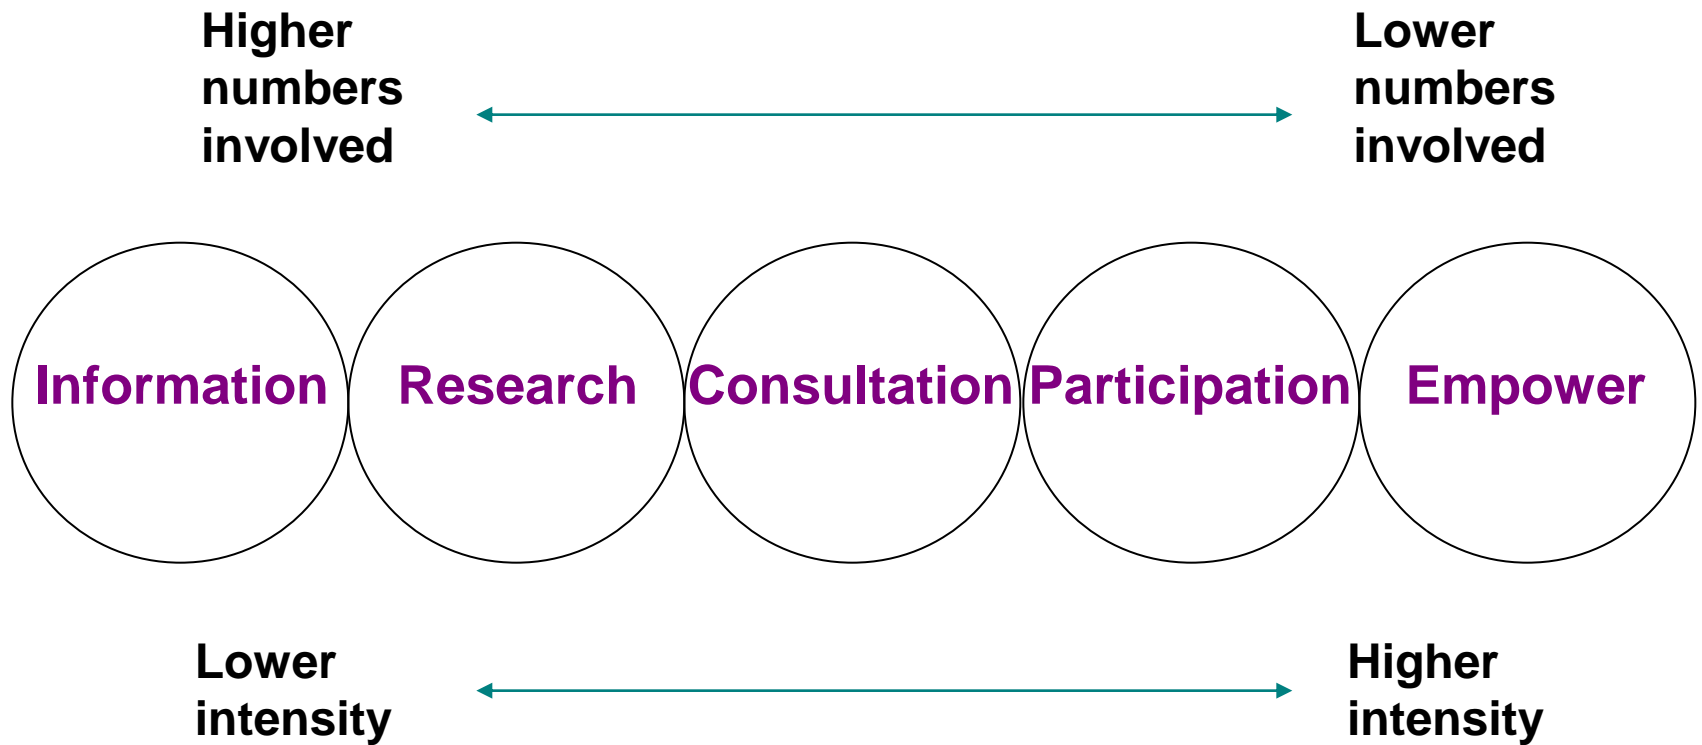 Higher
numbers
involved
Lower
numbers
involved
Information
Research
Consultation
Participation
Empower
Lower
intensity
Higher
intensity